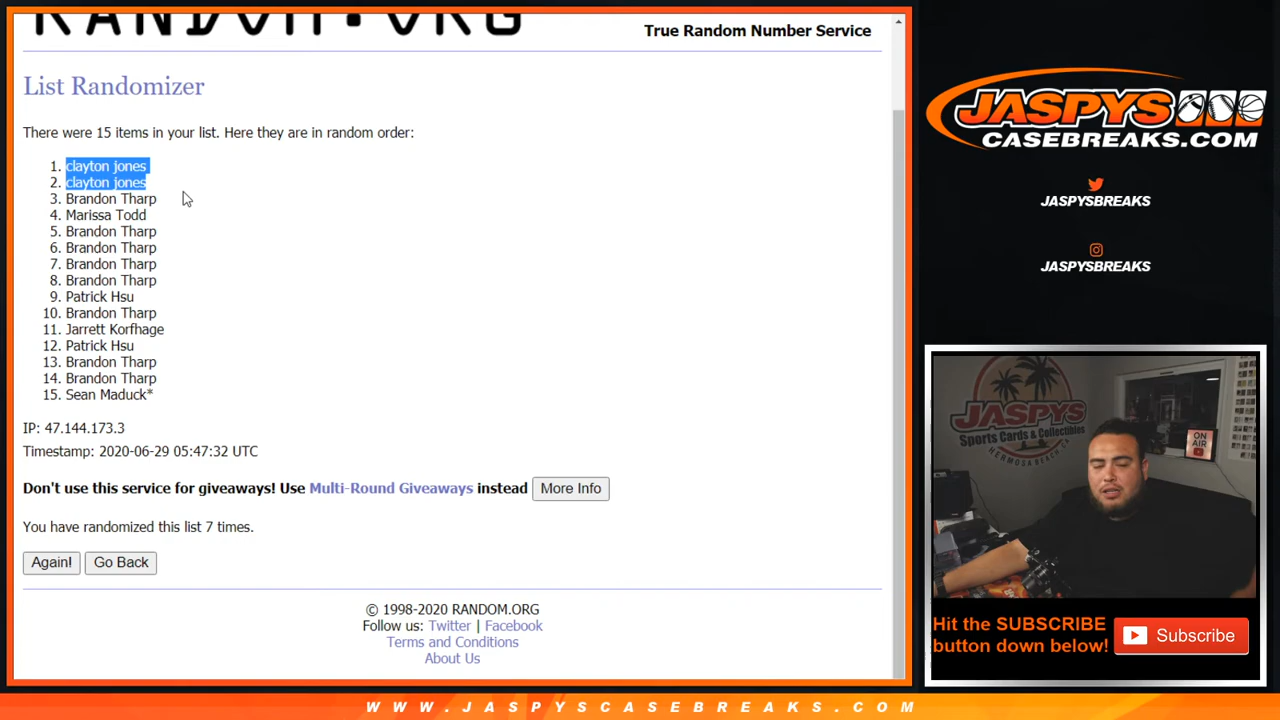 RANDOM.ORG
True Random Number Service
List Randomizer
There were 15 items in your list. Here they are in random order:
1. clayton jones
2. clayton jones
3. Brandon Tharp
4. Marissa Todd
5. Brandon Tharp
6. Brandon Tharp
7. Brandon Tharp
8. Brandon Tharp
9. Patrick Hsu
10. Brandon Tharp
11. Jarrett Korfhage
12. Patrick Hsu
13. Brandon Tharp
14. Brandon Tharp
15. Sean Maduck*
IP: 47.144.173.3
Timestamp: 2020-06-29 05:47:32 UTC
Don't use this service for giveaways! Use Multi-Round Giveaways instead More Info
You have randomized this list 7 times.
Again! Go Back
© 1998-2020 RANDOM.ORG
Follow us: Twitter | Facebook
Terms and Conditions
About Us
JASPYS
CASEBREAKS.COM
JASPYSBREAKS
JASPYSBREAKS
JASPYS
Sports Cards & Collectibles
HERMOSA BEACH, CA
ON AIR
Hit the SUBSCRIBE
button down below!
Subscribe
WWW.JASPYSCASEBREAKS.COM